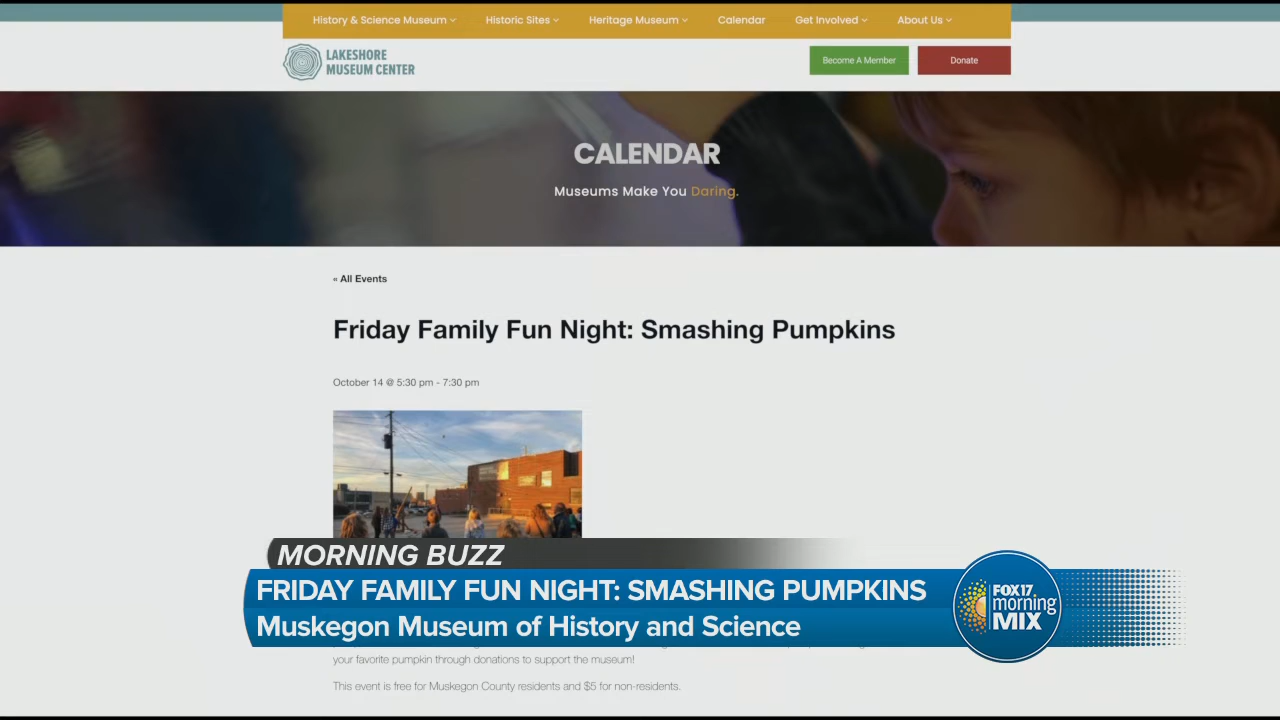 History & Science Museum Historic Sites Heritage Museum Calendar Get Involved About Us
LAKESHORE
MUSEUM CENTER
Become A Member Donate
CALENDAR
Museums Make You Daring.
« All Events
Friday Family Fun Night: Smashing Pumpkins
October 14 @ 5:30 pm - 7:30 pm
MORNING BUZZ
FRIDAY FAMILY FUN NIGHT: SMASHING PUMPKINS
Muskegon Museum of History and Science
FOX17
morning
MIX
your favorite pumpkin through donations to support the museum!
This event is free for Muskegon County residents and $5 for non-residents.